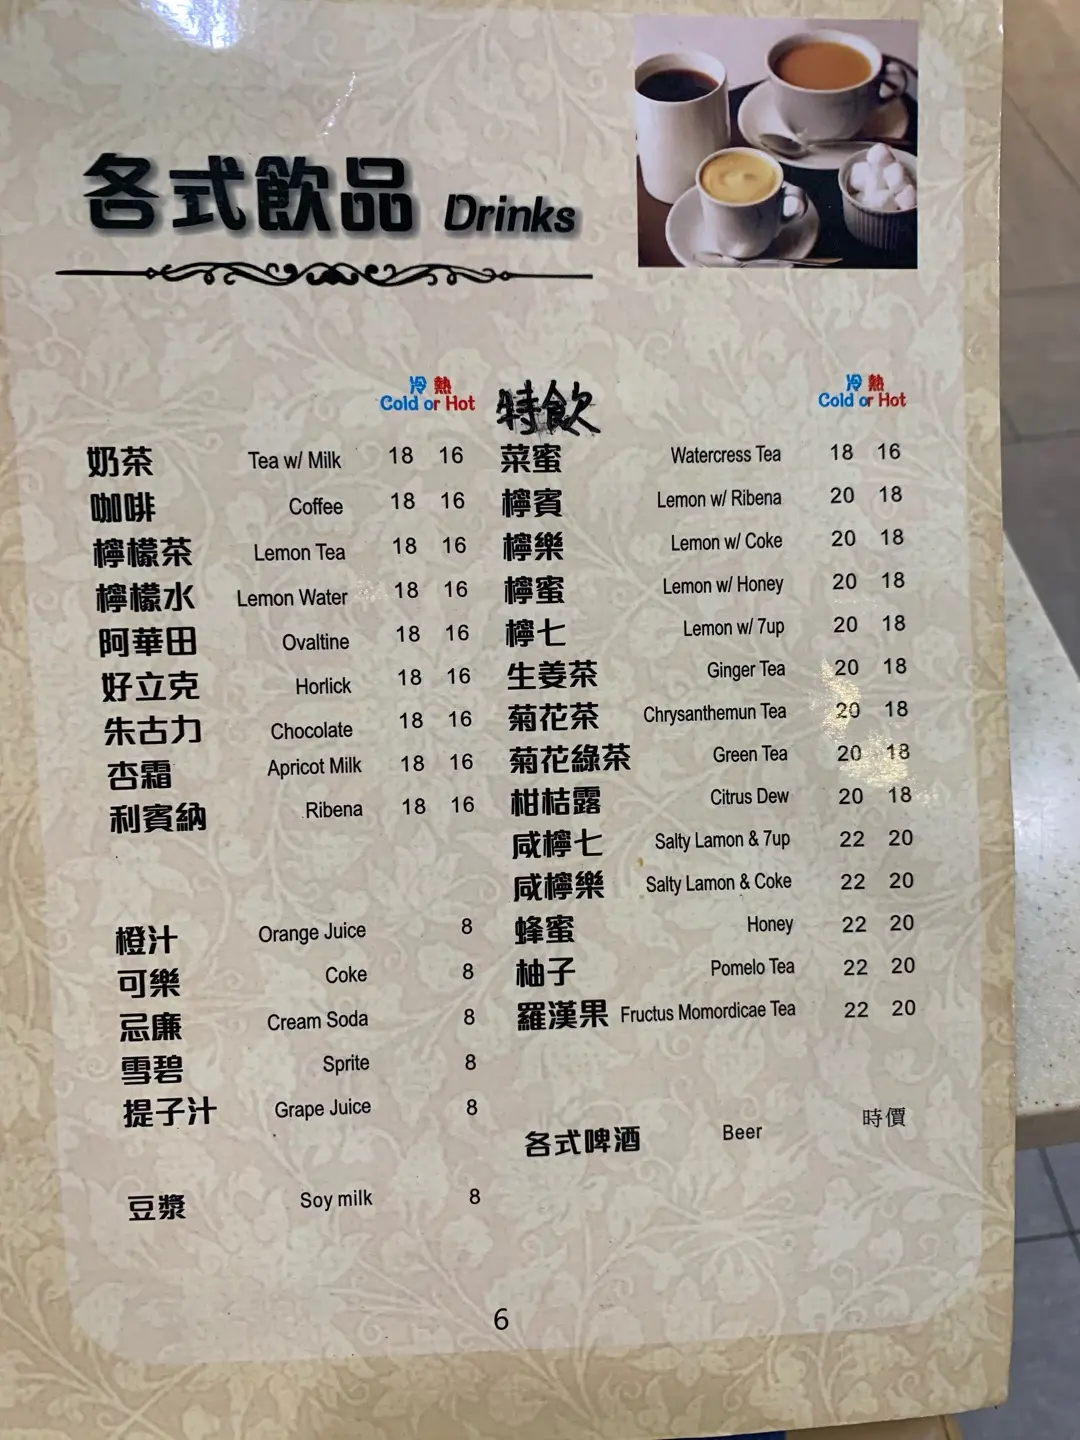 各式飲品 Drinks
冷 熱
Cold or Hot
奶茶 Tea w/ Milk 18 16
咖啡 Coffee 18 16
檸檬茶 Lemon Tea 18 16
檸檬水 Lemon Water 18 16
阿華田 Ovaltine 18 16
好立克 Horlick 18 16
朱古力 Chocolate 18 16
杏霜 Apricot Milk 18 16
利賓納 Ribena 18 16
橙汁 Orange Juice 8
可樂 Coke 8
忌廉 Cream Soda 8
雪碧 Sprite 8
提子汁 Grape Juice 8
豆漿 Soy milk 8
特飲
冷 熱
Cold or Hot
菜蜜 Watercress Tea 18 16
檸賓 Lemon w/ Ribena 20 18
檸樂 Lemon w/ Coke 20 18
檸蜜 Lemon w/ Honey 20 18
檸七 Lemon w/ 7up 20 18
生姜茶 Ginger Tea 20 18
菊花茶 Chrysanthemun Tea 20 18
菊花綠茶 Green Tea 20 18
柑桔露 Citrus Dew 20 18
咸檸七 Salty Lamon & 7up 22 20
咸檸樂 Salty Lamon & Coke 22 20
蜂蜜 Honey 22 20
柚子 Pomelo Tea 22 20
羅漢果 Fructus Momordicae Tea 22 20
各式啤酒 Beer 時價
6